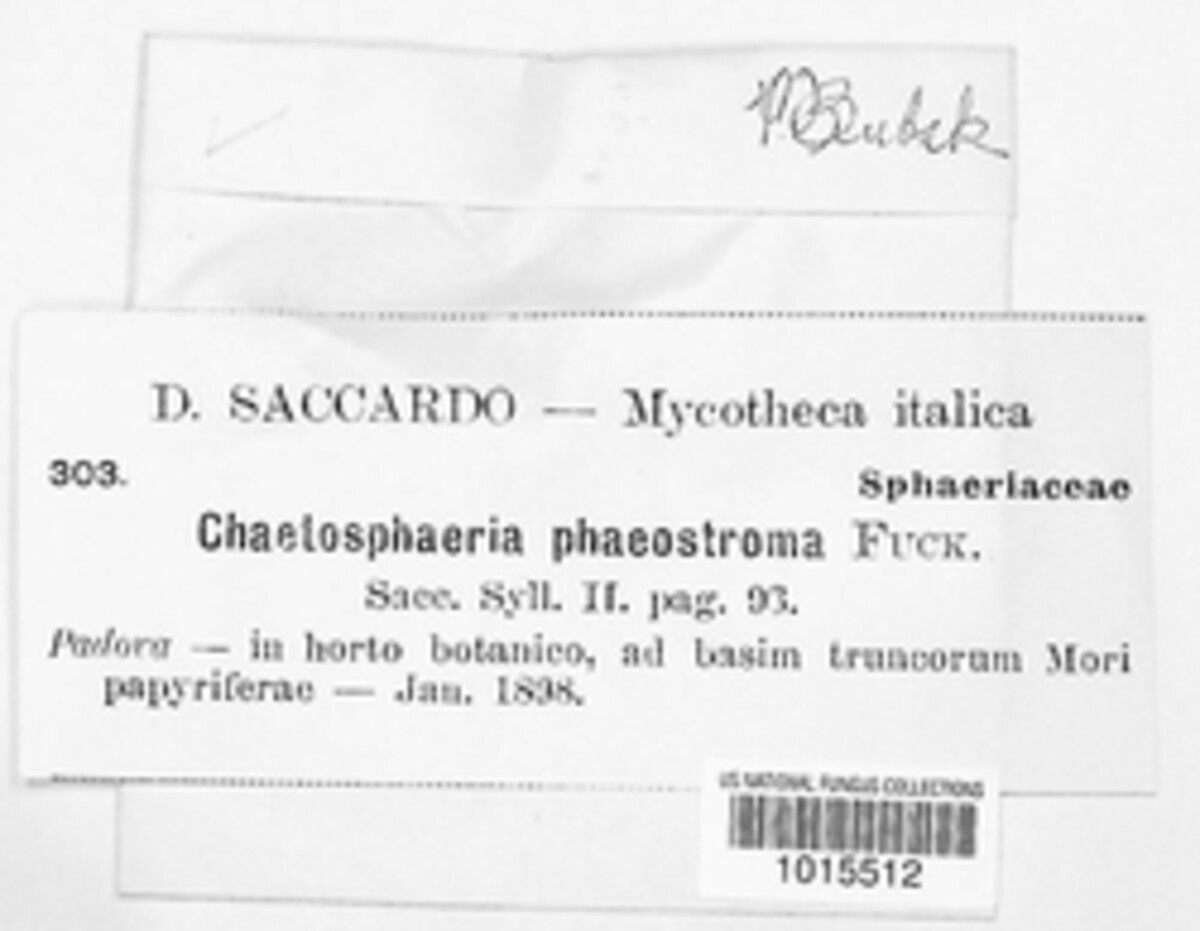 D. SACCARDO — Mycotheca italica
303.
Sphaeriaceae
Chaetosphaeria phaeostroma FUCK.
Sacc. Syll. II. pag. 93.
Padova — in horto botanico, ad basim truncorum Mori
papyriferae — Jan. 1898.
US NATIONAL FUNGUS COLLECTIONS
1015512